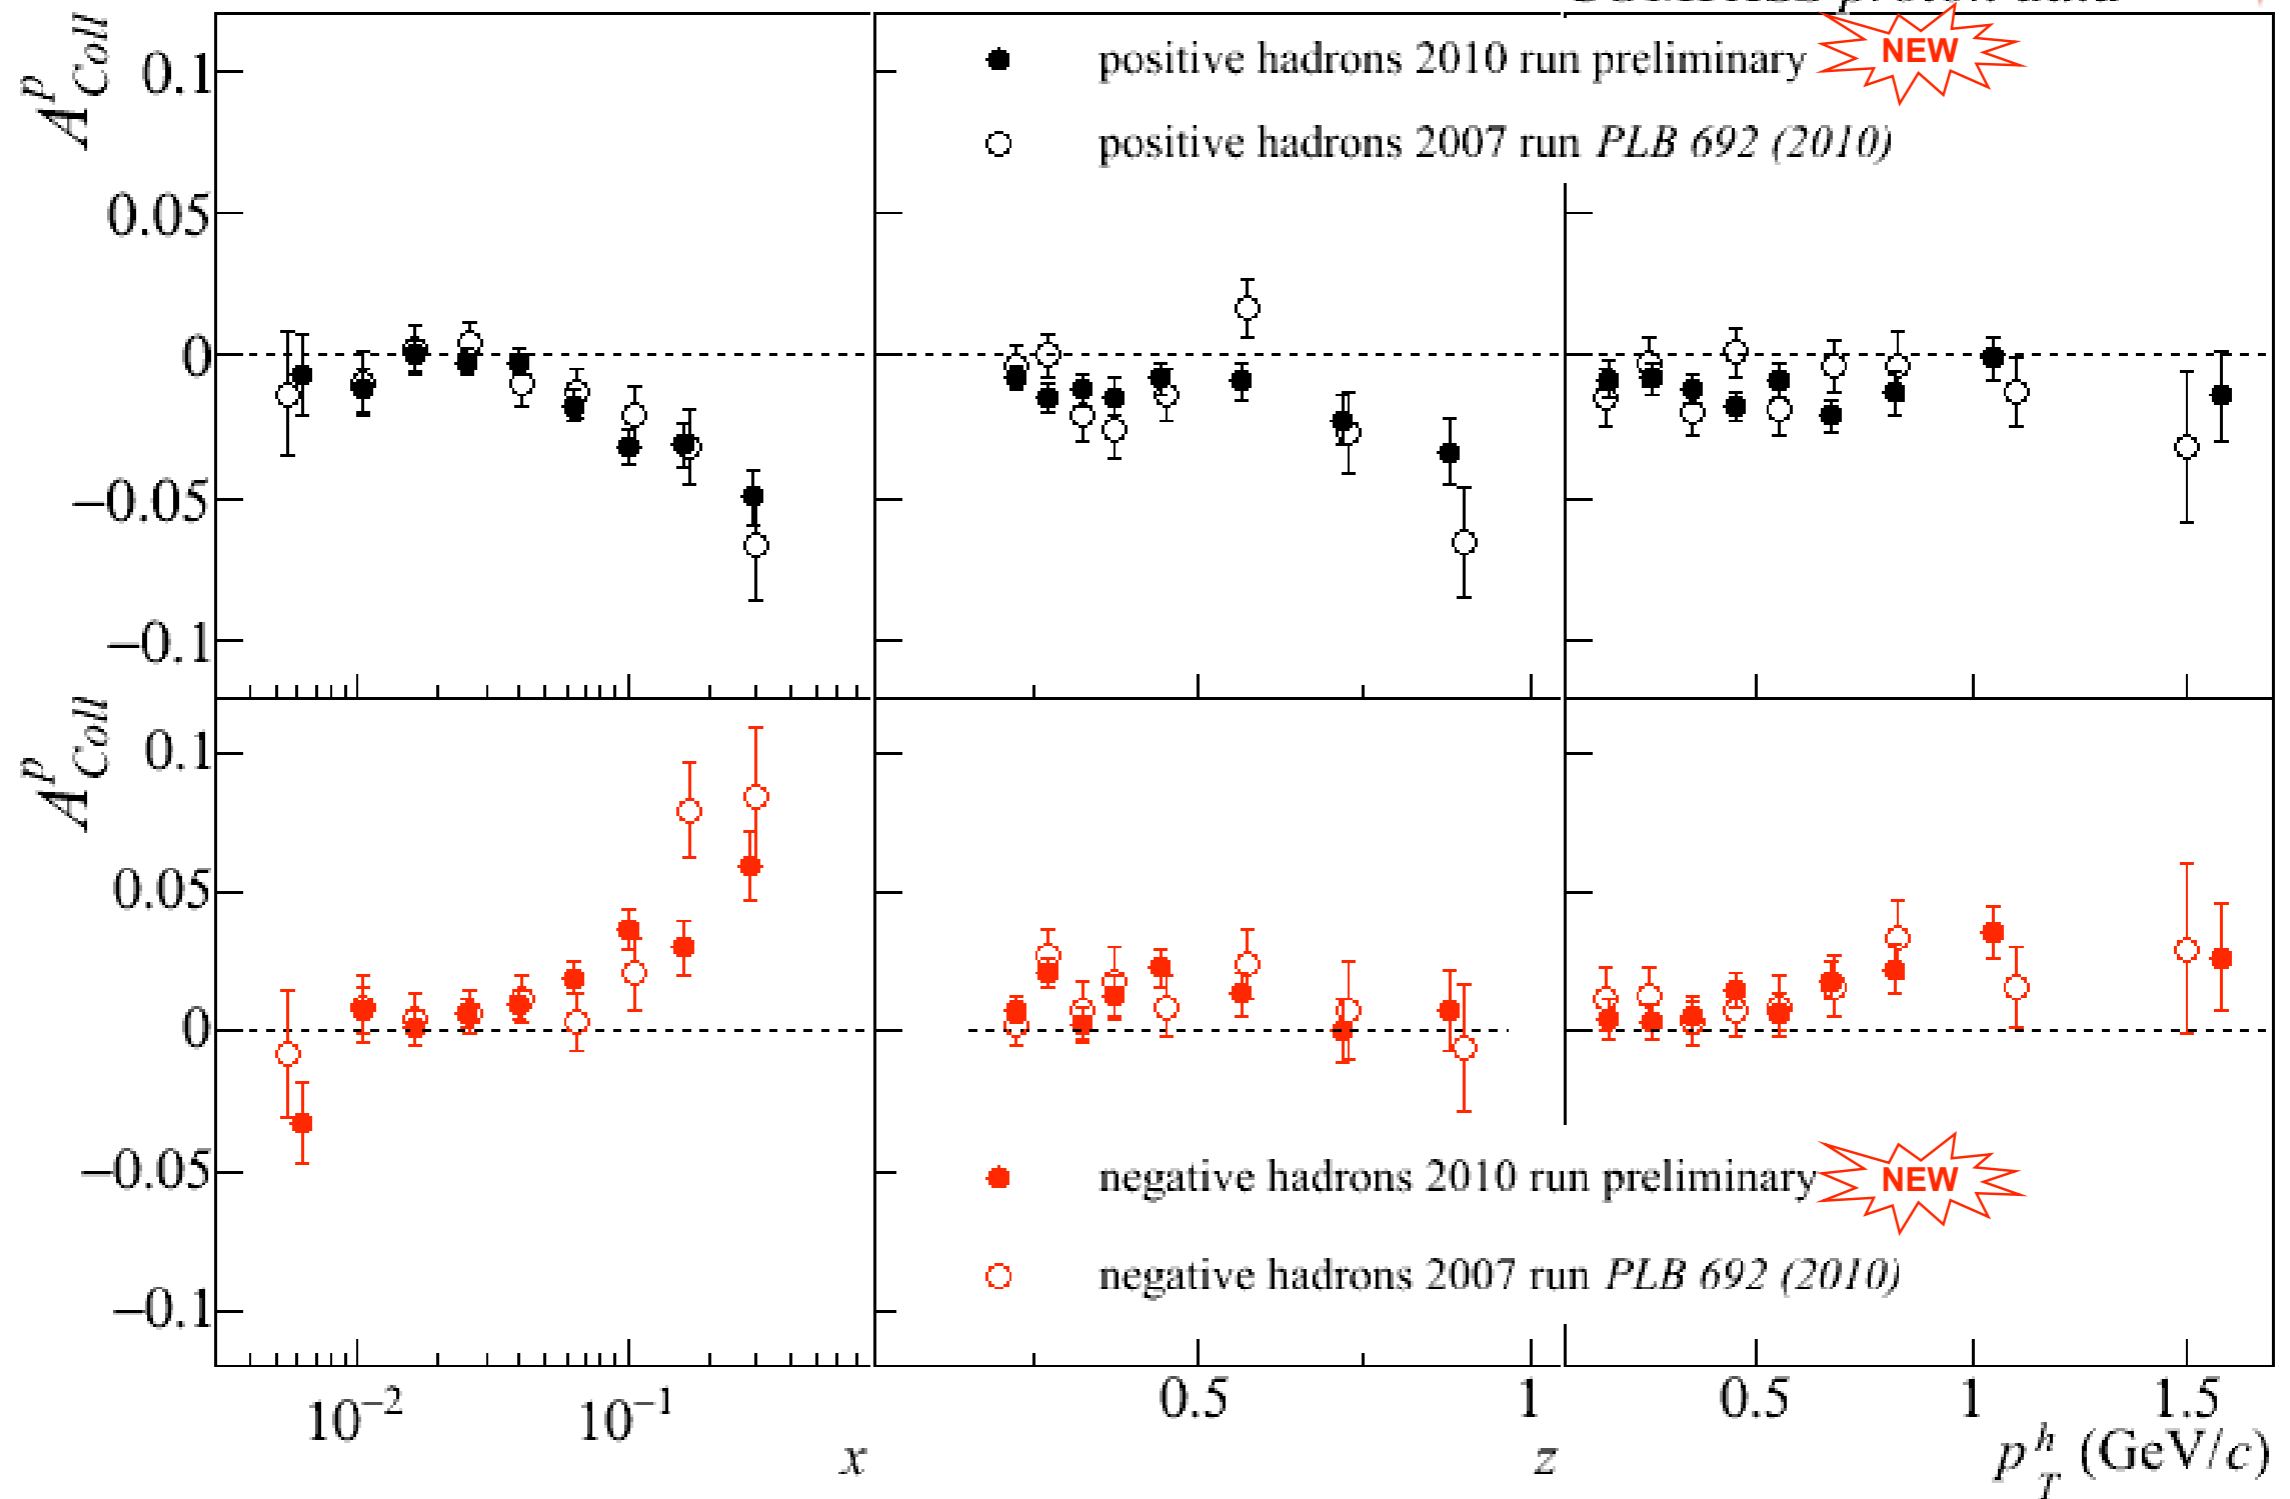 A^p_Coll
0.1
0.05
0
−0.05
−0.1
positive hadrons 2010 run preliminary NEW
positive hadrons 2007 run PLB 692 (2010)
A^p_Coll
0.1
0.05
0
−0.05
−0.1
negative hadrons 2010 run preliminary NEW
negative hadrons 2007 run PLB 692 (2010)
10^−2 10^−1 0.5 1 0.5 1 1.5
x z p_T^h (GeV/c)